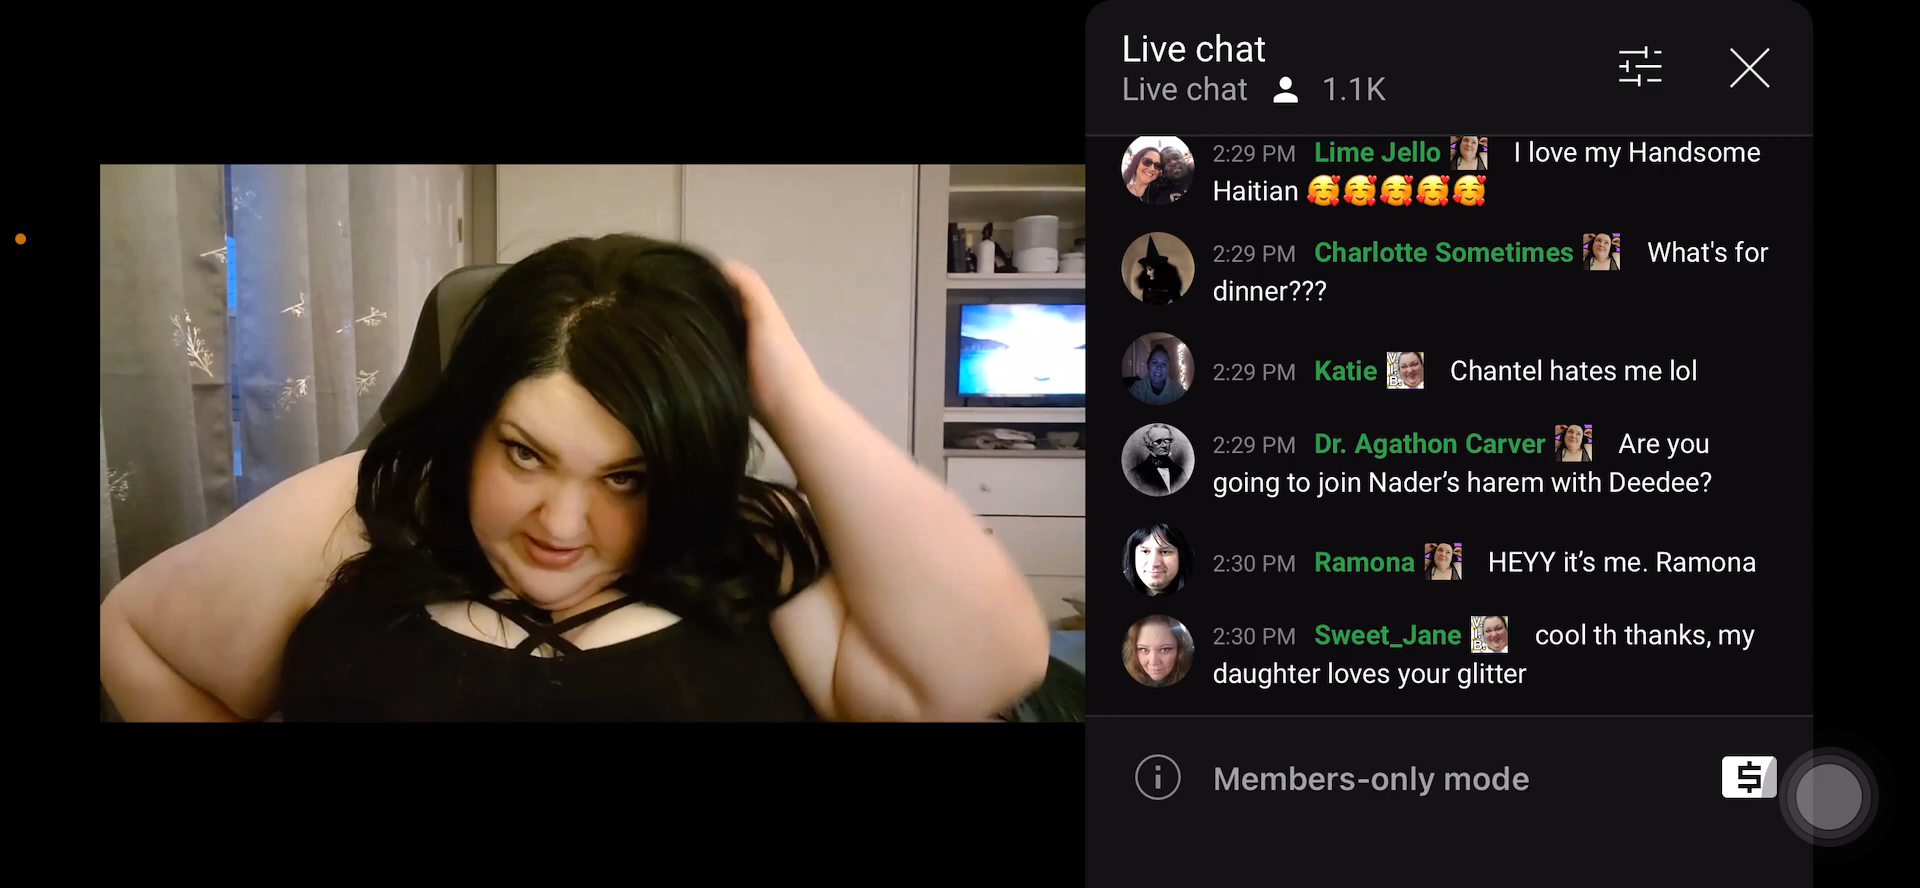 Live chat
Live chat 1.1K
2:29 PM Lime Jello I love my Handsome
Haitian 🥰🥰🥰🥰🥰
2:29 PM Charlotte Sometimes What's for
dinner???
2:29 PM Katie Chantel hates me lol
2:29 PM Dr. Agathon Carver Are you
going to join Nader’s harem with Deedee?
2:30 PM Ramona HEYY it’s me. Ramona
2:30 PM Sweet_Jane cool th thanks, my
daughter loves your glitter
Members-only mode